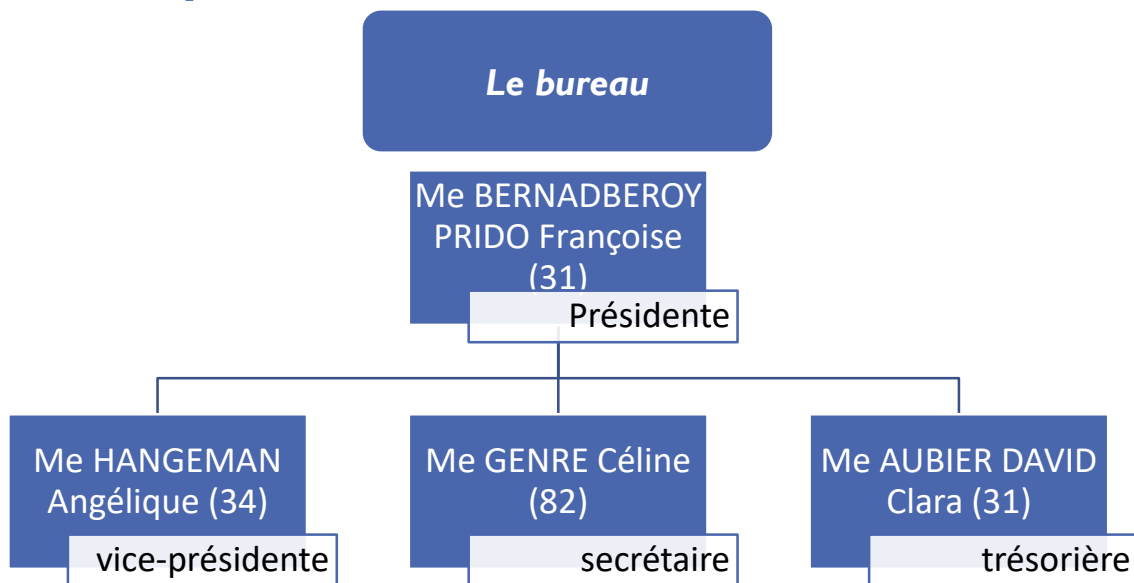 Le bureau
Me BERNADBEROY
PRIDO Françoise
(31)
Présidente
Me HANGEMAN
Angélique (34)
vice-présidente
Me GENRE Céline
(82)
secrétaire
Me AUBIER DAVID
Clara (31)
trésorière